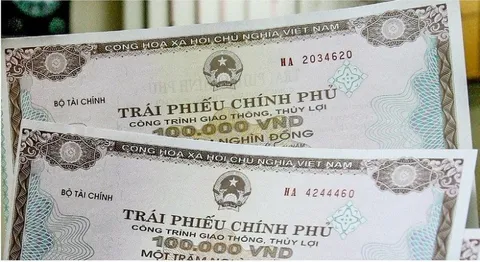 CỘNG HÒA XÃ HỘI CHỦ NGHĨA VIỆT NAM
HA 2034620
BỘ TÀI CHÍNH
TRÁI PHIẾU CHÍNH PHỦ
CÔNG TRÌNH GIAO THÔNG, THỦY LỢI
100.000 VND
NGHÌN ĐỒNG
CỘNG HÒA XÃ HỘI CHỦ NGHĨA VIỆT NAM
HA 4244460
BỘ TÀI CHÍNH
TRÁI PHIẾU CHÍNH PHỦ
CÔNG TRÌNH GIAO THÔNG, THỦY LỢI
100.000 VND
MỘT TRĂM